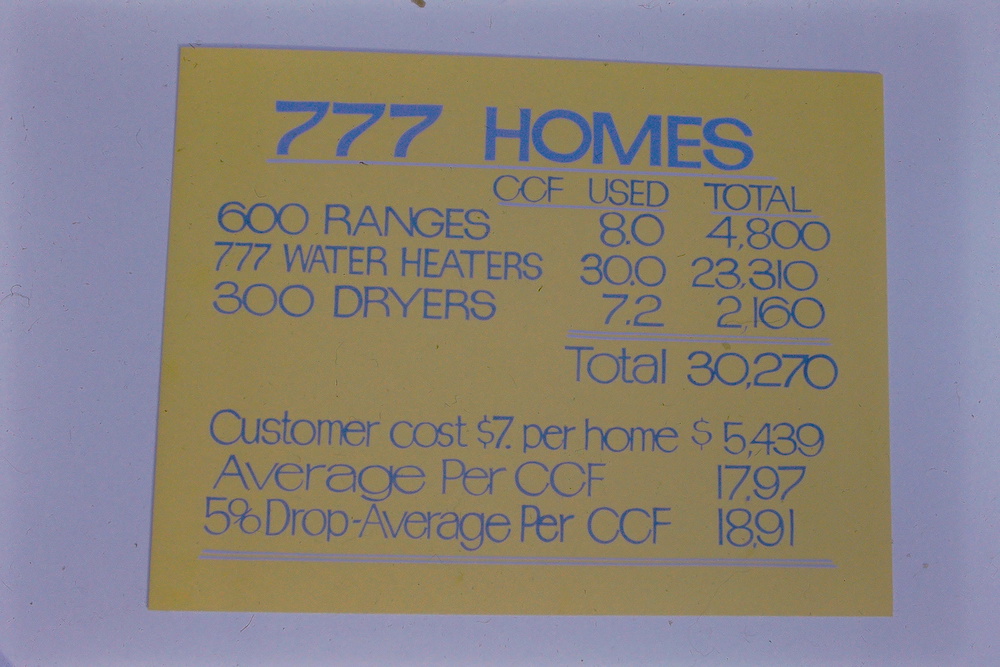 777 HOMES
CCF USED TOTAL
600 RANGES 8.0 4,800
777 WATER HEATERS 30.0 23,310
300 DRYERS 7.2 2,160
Total 30,270
Customer cost $7. per home $ 5,439
Average Per CCF 17.97
5% Drop-Average Per CCF 18.91